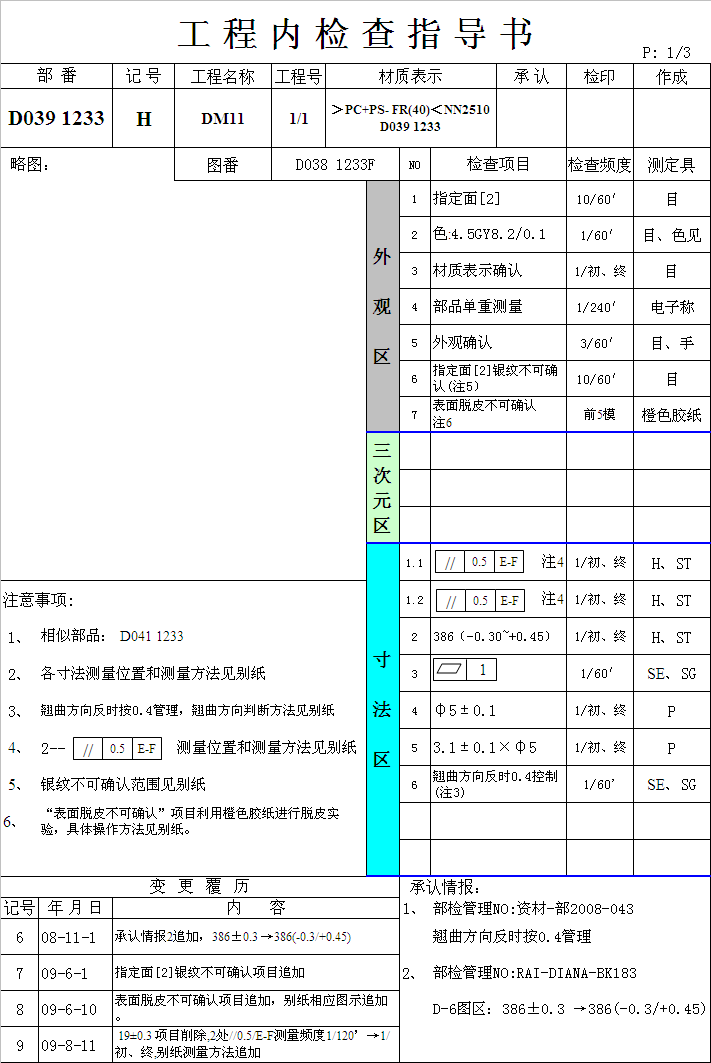 工程内检查指导书
P: 1/3
部番 记号 工程名称 工程号 材质表示 承认 检印 作成
D039 1233 H DM11 1/1 ＞PC+PS- FR(40)＜NN2510
D039 1233
略图: 图番 D038 1233F NO 检查项目 检查频度 测定具
外观区
1 指定面[2] 10/60′ 目
2 色:4.5GY8.2/0.1 1/60′ 目、色见
3 材质表示确认 1/初、终 目
4 部品单重测量 1/240′ 电子称
5 外观确认 3/60′ 目、手
6 指定面[2]银纹不可确
认(注5) 10/60′ 目
7 表面脱皮不可确认
注6 前5模 橙色胶纸
三次元区
寸法区
1.1 // 0.5 E-F 注4 1/初、终 H、ST
1.2 // 0.5 E-F 注4 1/初、终 H、ST
2 386（-0.30~+0.45） 1/初、终 H、ST
3 ▱ 1 1/60′ SE、SG
4 φ5±0.1 1/初、终 P
5 3.1±0.1×φ5 1/初、终 P
6 翘曲方向反时0.4控制
(注3) 1/60’ SE、SG
注意事项:
1、 相似部品： D041 1233
2、 各寸法测量位置和测量方法见别纸
3、 翘曲方向反时按0.4管理，翘曲方向判断方法见别纸
4、 2-- // 0.5 E-F 测量位置和测量方法见别纸
5、 银纹不可确认范围见别纸
6、 “表面脱皮不可确认”项目利用橙色胶纸进行脱皮实
验，具体操作方法见别纸。
变更覆历
记号 年月日 内 容
6 08-11-1 承认情报2追加，386±0.3→386(-0.3/+0.45)
7 09-6-1 指定面[2]银纹不可确认项目追加
8 09-6-10 表面脱皮不可确认项目追加，别纸相应图示追加
。
9 09-8-11 19±0.3 项目削除,2处//0.5/E-F测量频度1/120’→1/
初、终,别纸测量方法追加
承认情报：
1、 部检管理NO:资材-部2008-043
翘曲方向反时按0.4管理
2、 部检管理NO:RAI-DIANA-BK183
D-6图区：386±0.3 →386(-0.3/+0.45)